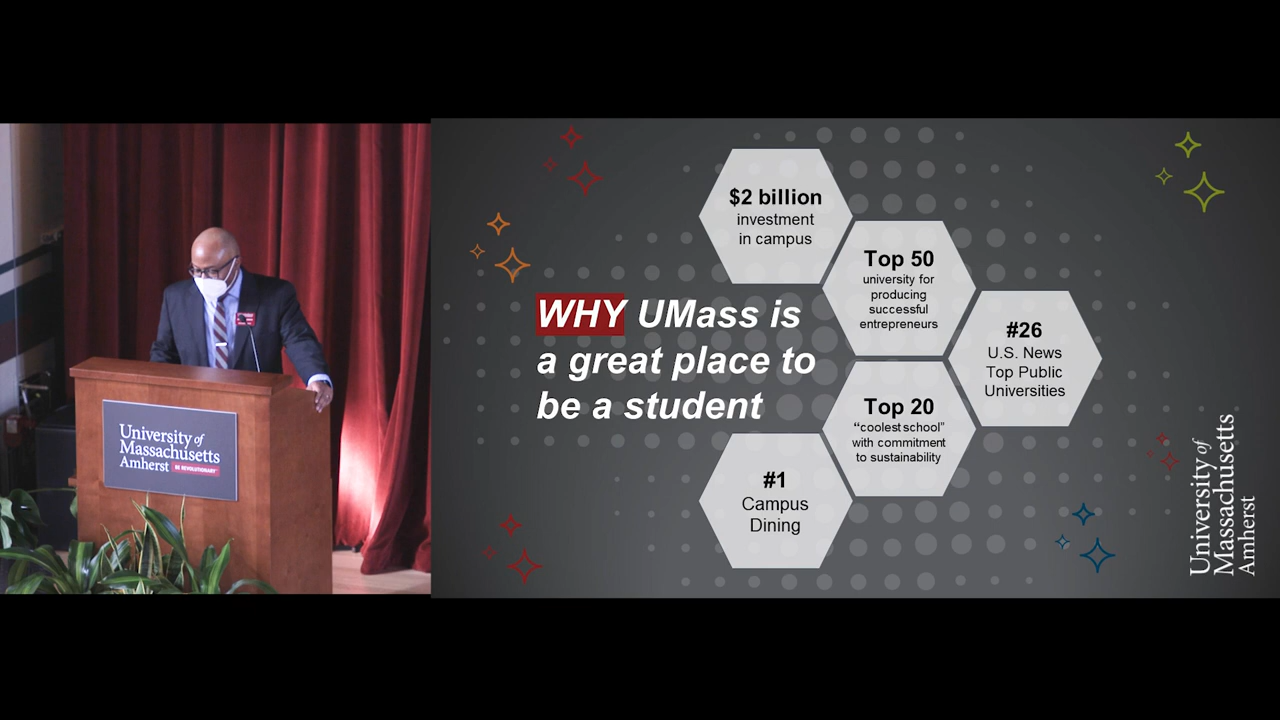 University of
Massachusetts
Amherst BE REVOLUTIONARY
WHY UMass is
a great place to
be a student
$2 billion
investment
in campus
Top 50
university for
producing
successful
entrepreneurs
#26
U.S. News
Top Public
Universities
Top 20
“coolest school”
with commitment
to sustainability
#1
Campus
Dining
University of
Massachusetts
Amherst